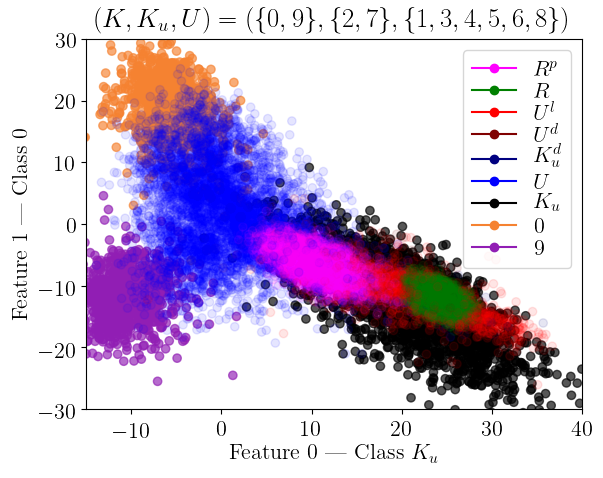 (K, K_u, U) = ({0, 9}, {2, 7}, {1, 3, 4, 5, 6, 8})
30
20
10
0
−10
−20
−30
Feature 1 — Class 0
R^p
R
U^l
U^d
K_u^d
U
K_u
0
9
−10
0
10
20
30
40
Feature 0 — Class K_u